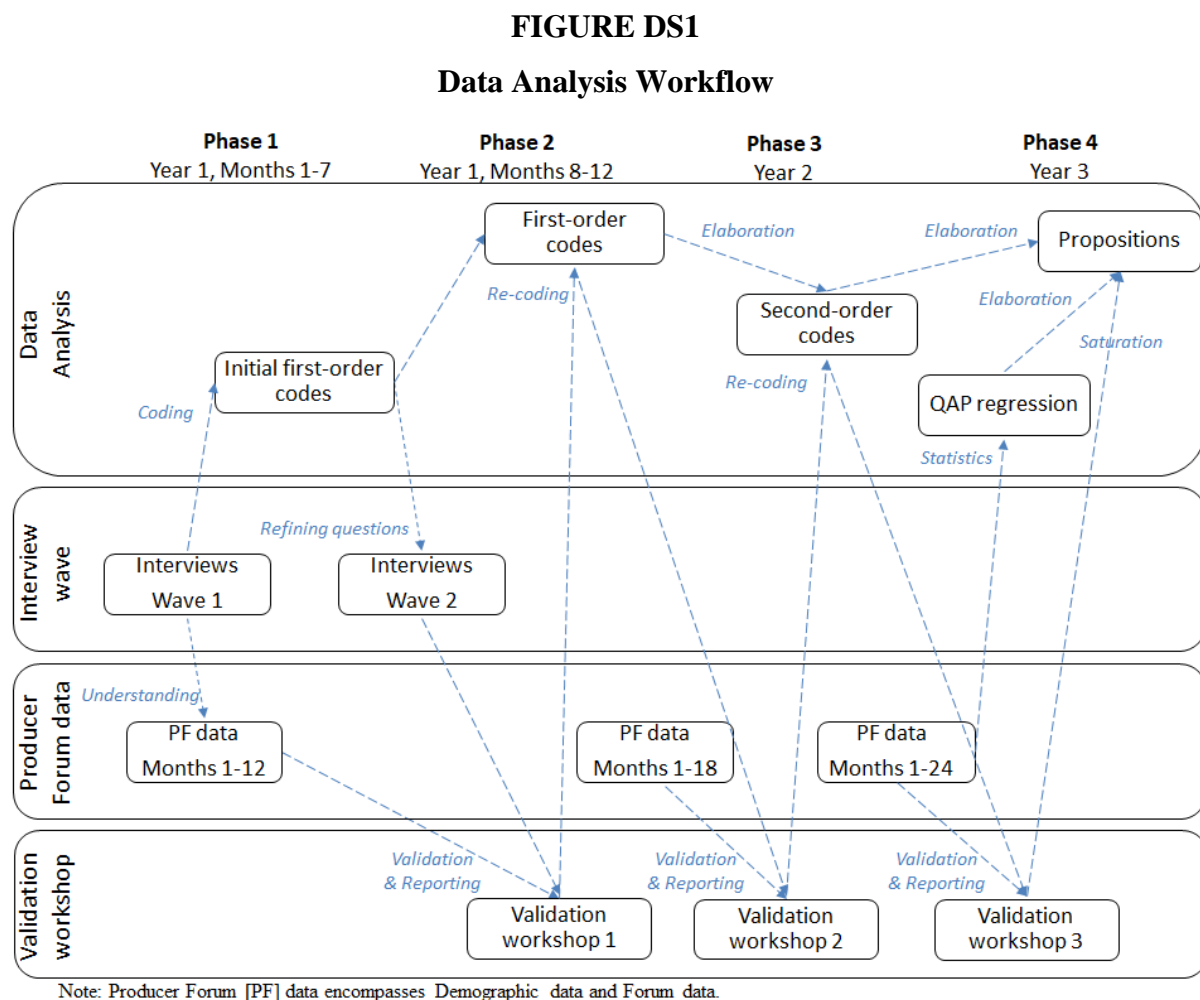 FIGURE DS1
Data Analysis Workflow
Phase 1
Year 1, Months 1-7
Phase 2
Year 1, Months 8-12
Phase 3
Year 2
Phase 4
Year 3
Data
Analysis
First-order
codes
Elaboration
Elaboration
Propositions
Re-coding
Elaboration
Second-order
codes
Saturation
Initial first-order
codes
Re-coding
Coding
QAP regression
Statistics
Interview
wave
Refining questions
Interviews
Wave 1
Interviews
Wave 2
Producer
Forum data
Understanding
PF data
Months 1-12
PF data
Months 1-18
PF data
Months 1-24
Validation
workshop
Validation
& Reporting
Validation
& Reporting
Validation
& Reporting
Validation
workshop 1
Validation
workshop 2
Validation
workshop 3
Note: Producer Forum [PF] data encompasses Demographic data and Forum data.